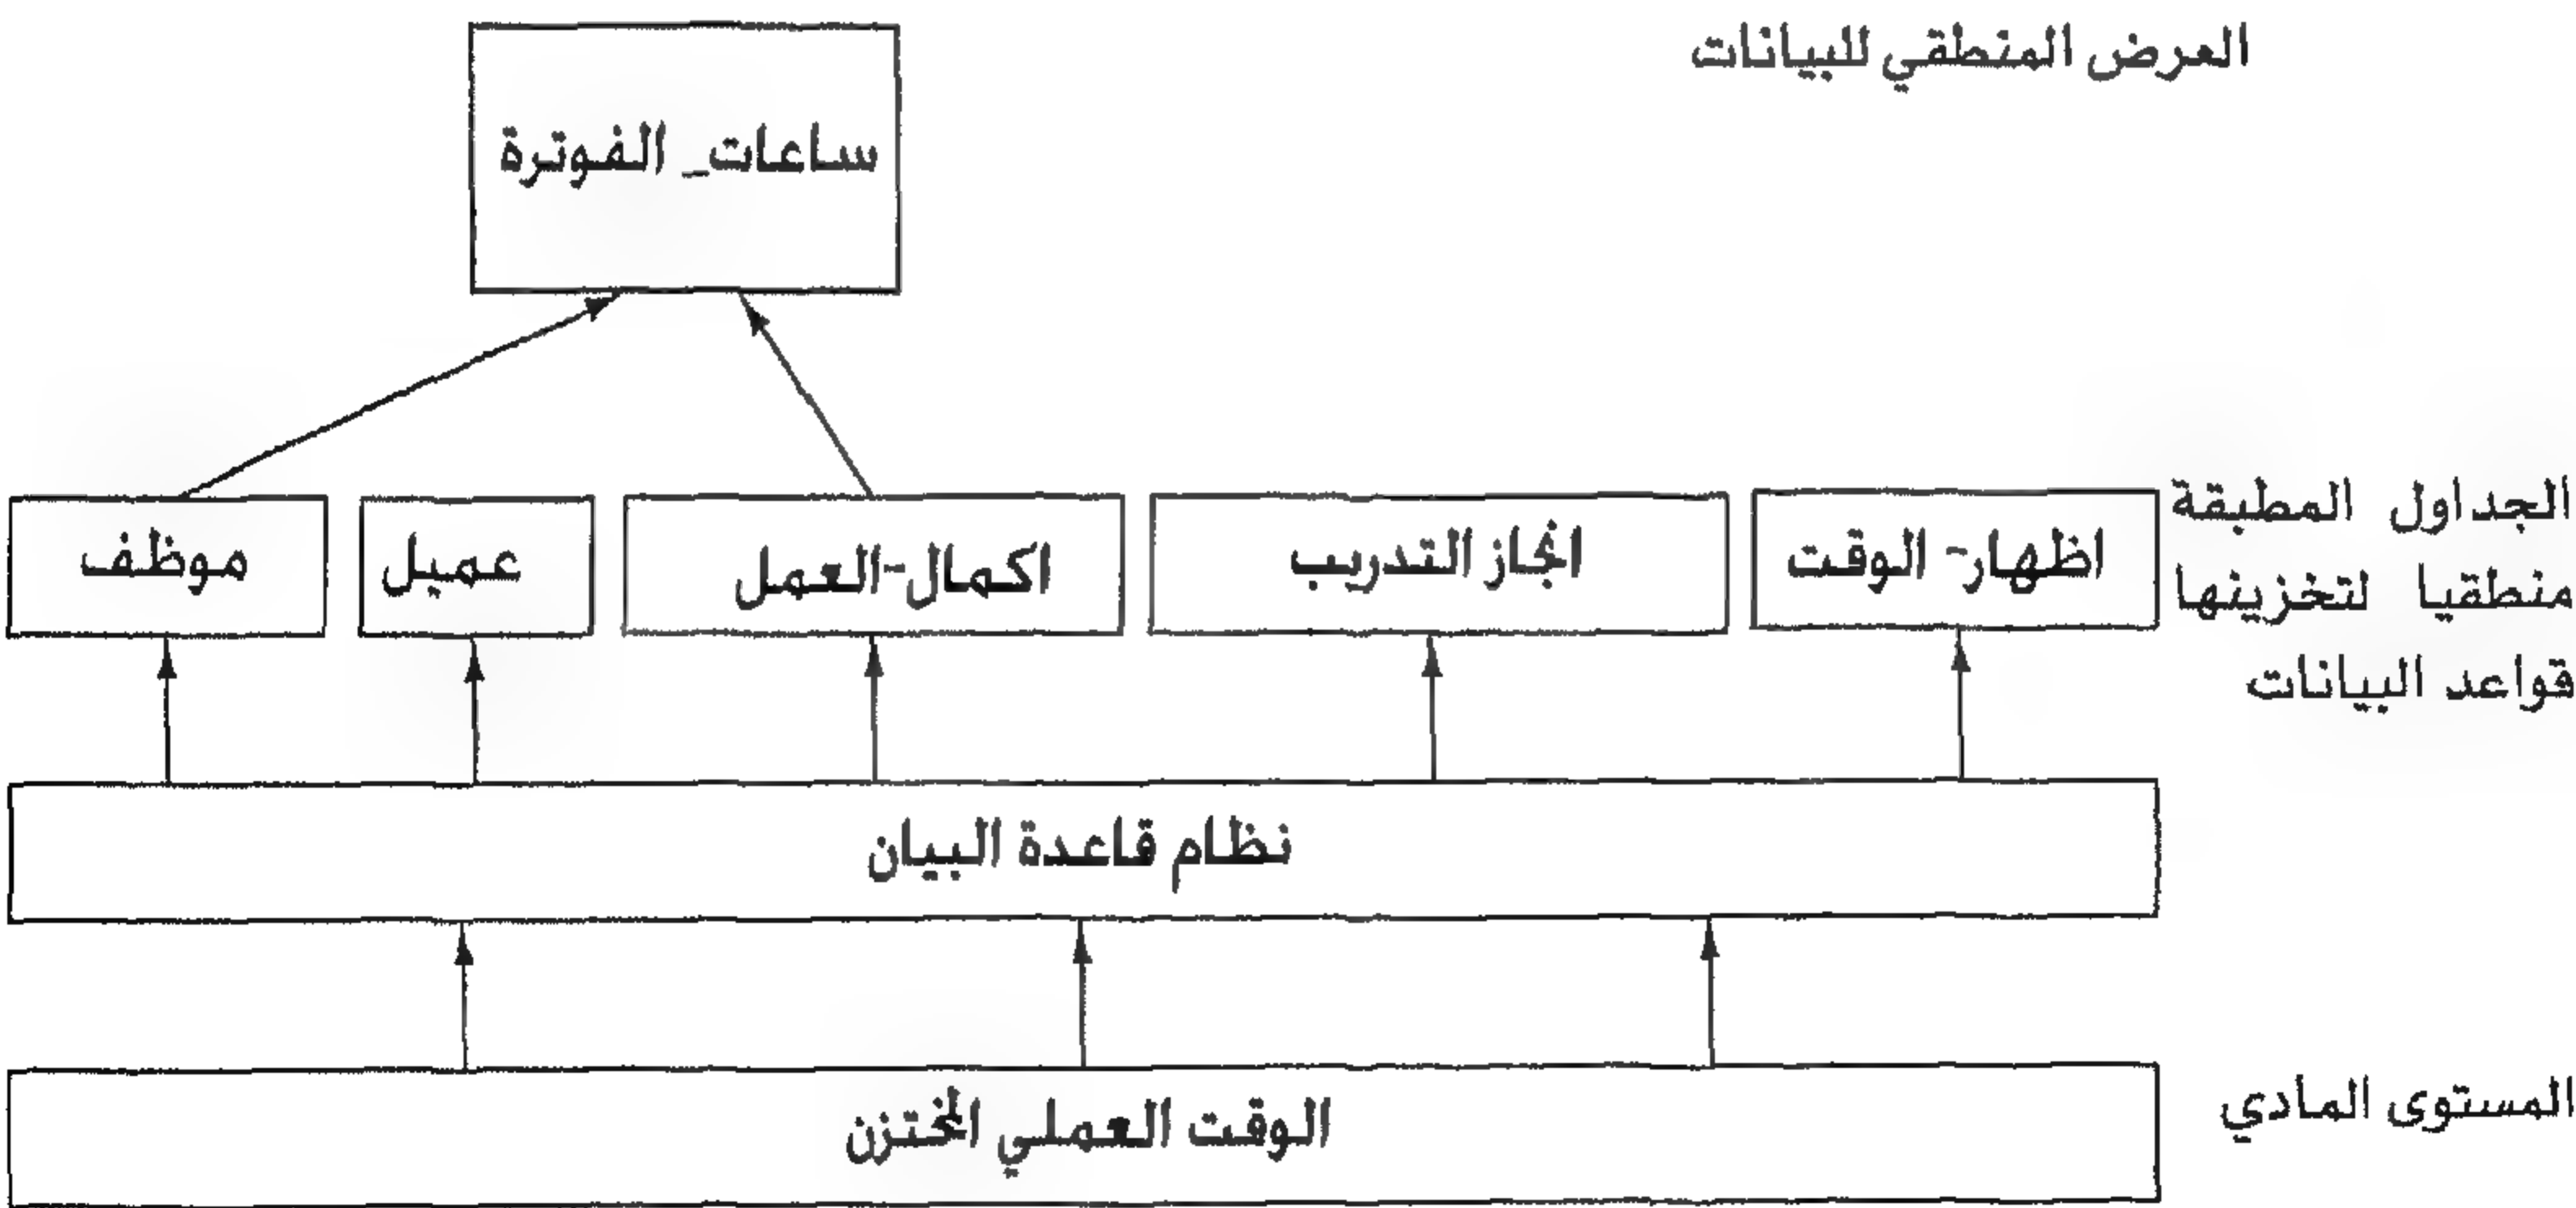 العرض المنطقي للبيانات
ساعات_ الفوترة
الجداول المطبقة
منطقيا لتخزينها
قواعد البيانات
اظهار- الوقت
انجاز التدريب
اكمال-العمل
عميل
موظف
نظام قاعدة البيان
المستوى المادي
الوقت العملي المختزن